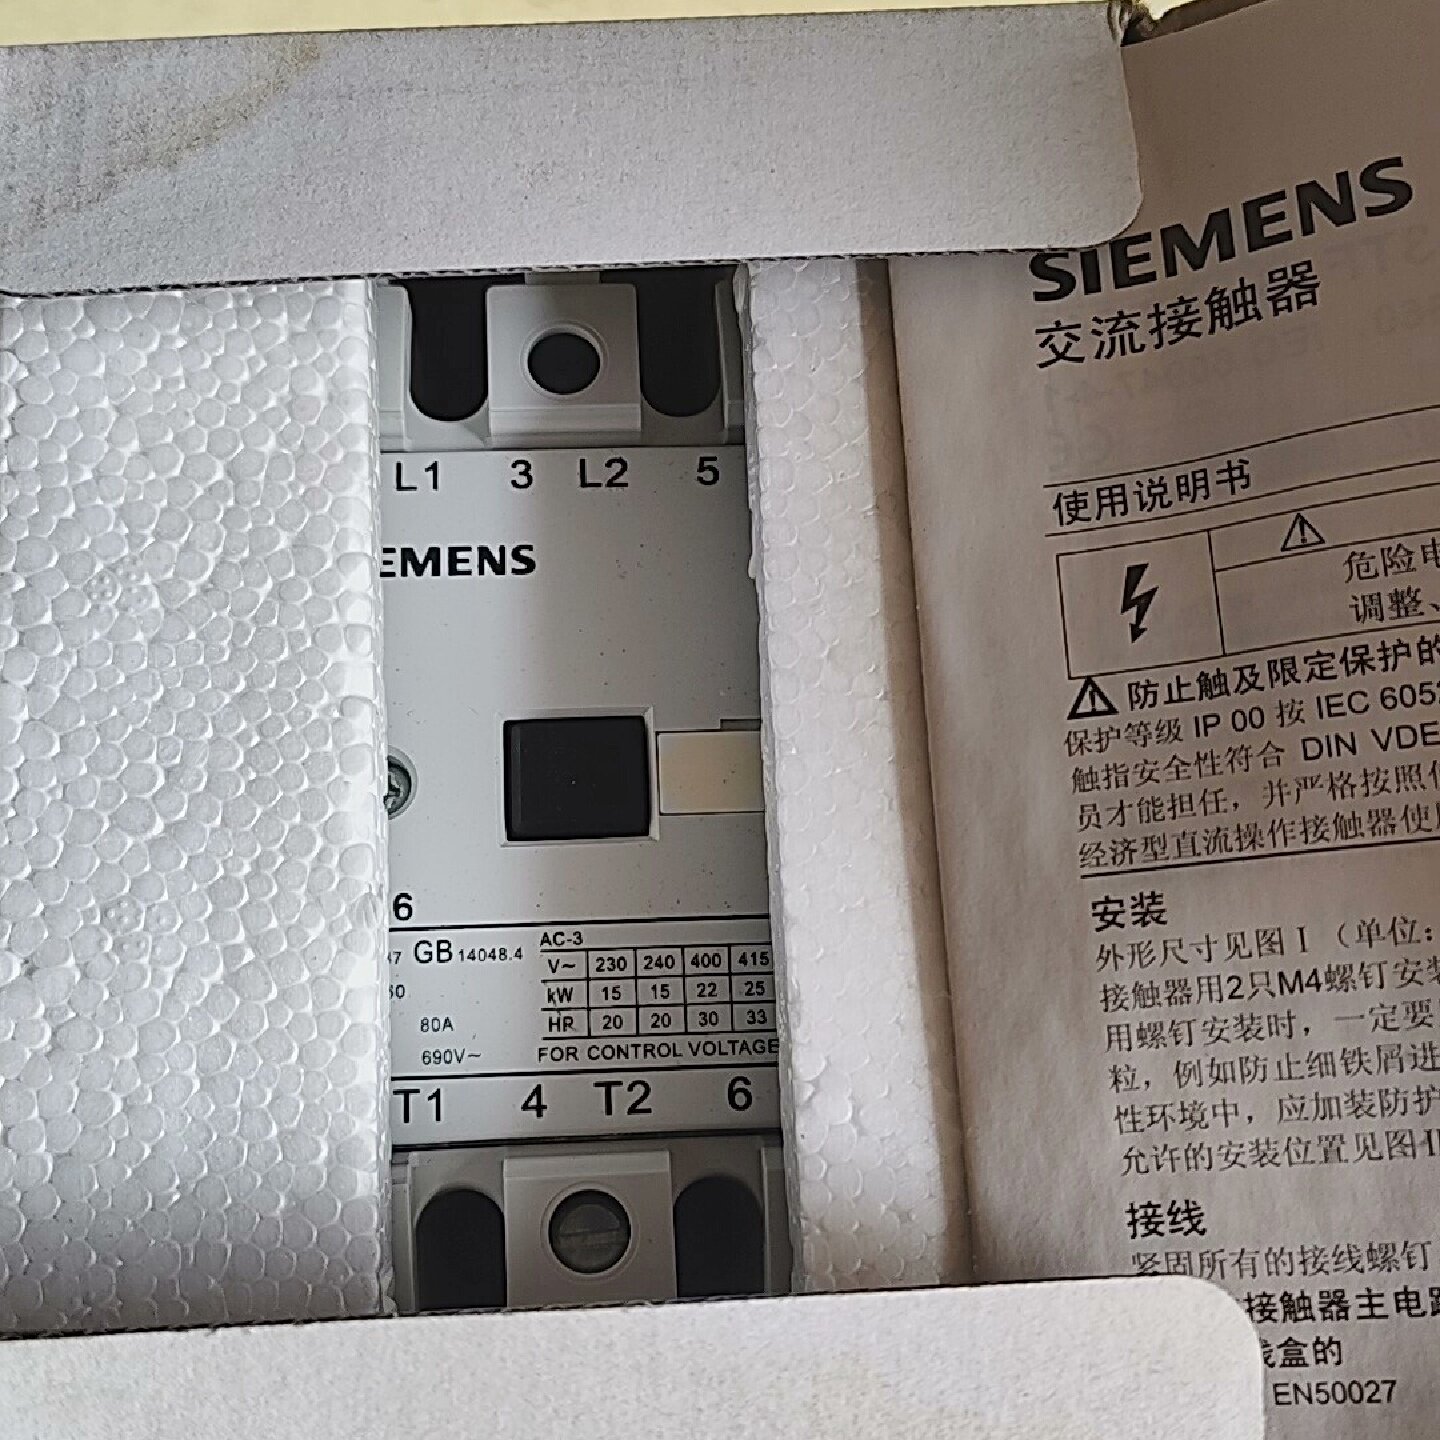 L1 3 L2 5
EMENS
6
47 GB 14048.4
60
80A
690V~
AC-3
V~ 230 240 400 415
kW 15 15 22 25
HR 20 20 30 33
FOR CONTROL VOLTAGE
T1 4 T2 6
SIEMENS
交流接触器
使用说明书
危险电
调整、
防止触及限定保护的
保护等级 IP 00 按 IEC 6052
触指安全性符合 DIN VDE
员才能担任，并严格按照
经济型直流操作接触器使用
安装
外形尺寸见图 I （单位：
接触器用2只M4螺钉安装
用螺钉安装时，一定要
粒，例如防止细铁屑进
性环境中，应加装防护
允许的安装位置见图
接线
紧固所有的接线螺钉
接触器主电路
线盒的
EN50027